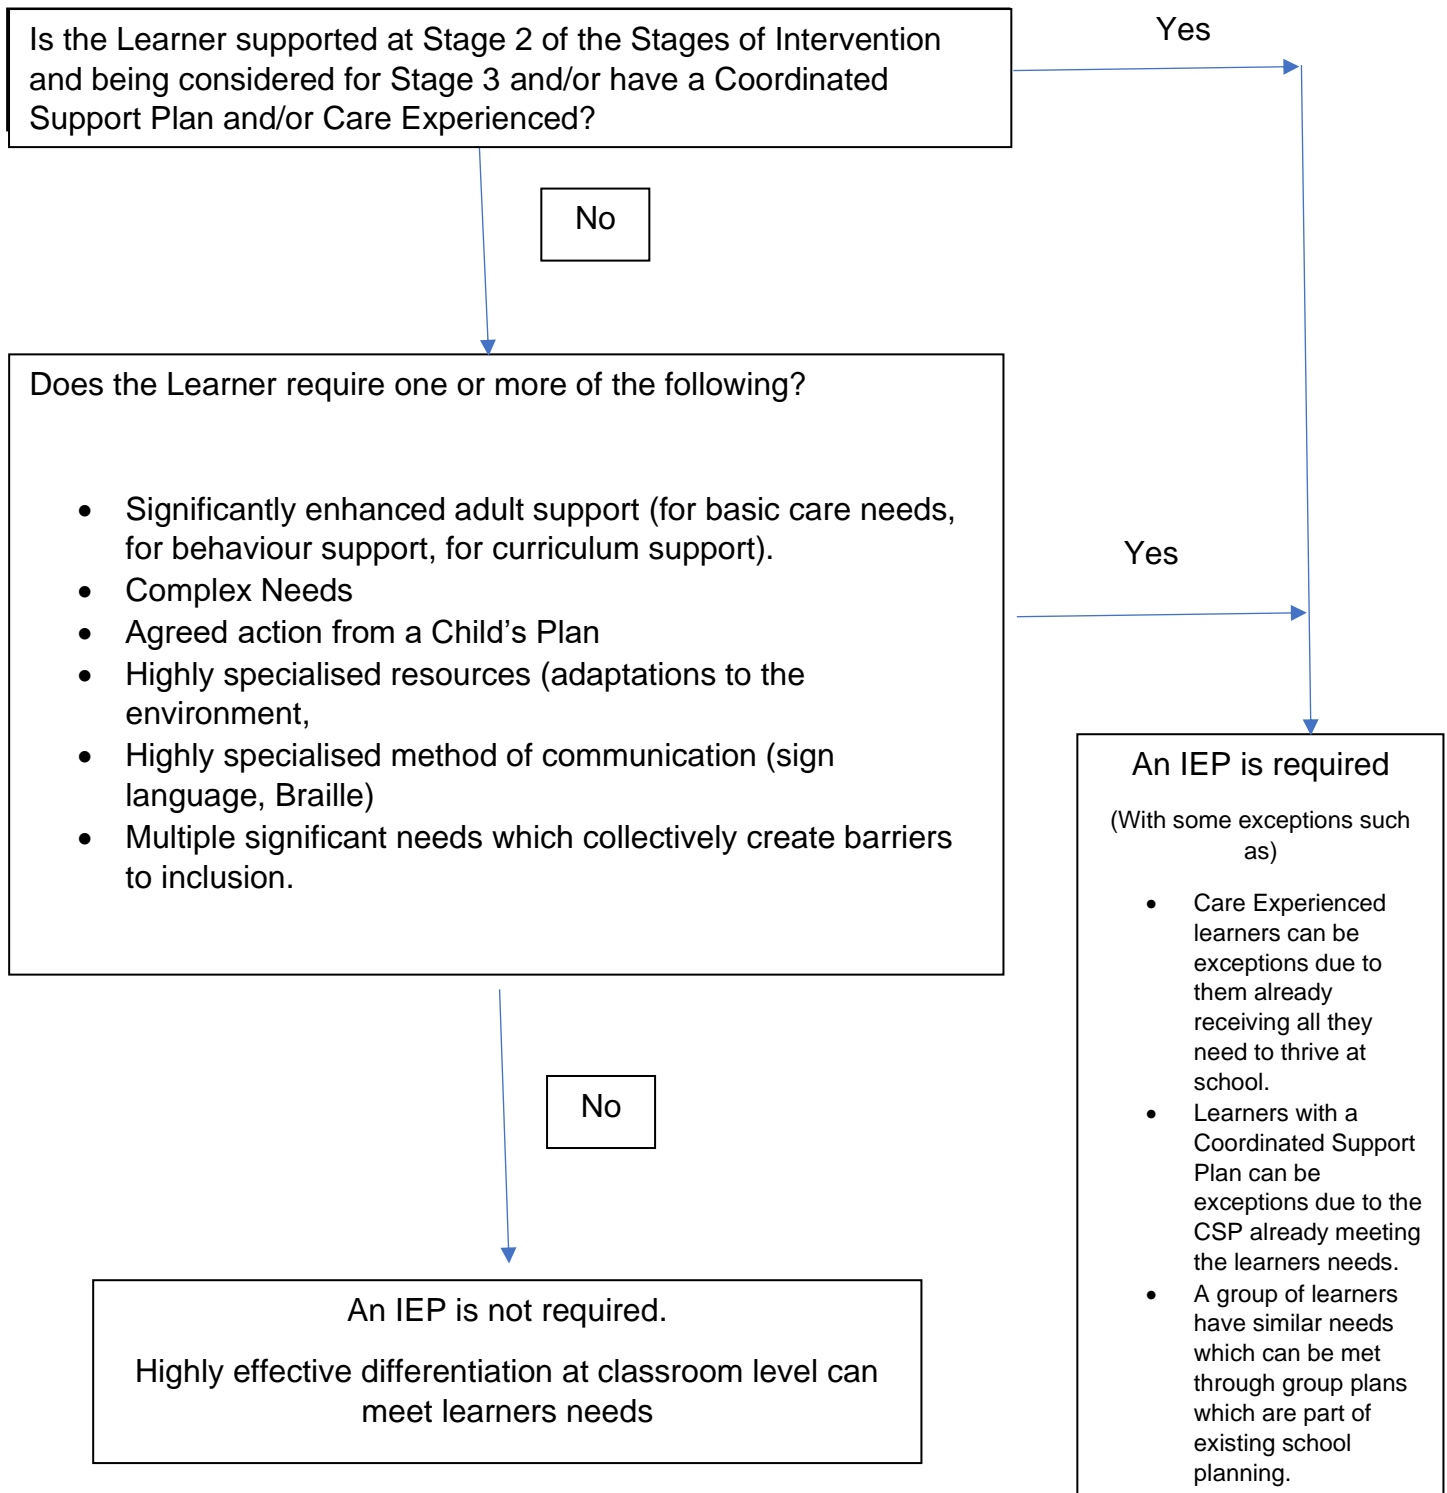 Is the Learner supported at Stage 2 of the Stages of Intervention
and being considered for Stage 3 and/or have a Coordinated
Support Plan and/or Care Experienced?
Yes
No
Does the Learner require one or more of the following?
• Significantly enhanced adult support (for basic care needs,
for behaviour support, for curriculum support).
• Complex Needs
• Agreed action from a Child’s Plan
• Highly specialised resources (adaptations to the
environment,
• Highly specialised method of communication (sign
language, Braille)
• Multiple significant needs which collectively create barriers
to inclusion.
Yes
No
An IEP is not required.
Highly effective differentiation at classroom level can
meet learners needs
An IEP is required
(With some exceptions such
as)
• Care Experienced
learners can be
exceptions due to
them already
receiving all they
need to thrive at
school.
• Learners with a
Coordinated Support
Plan can be
exceptions due to the
CSP already meeting
the learners needs.
• A group of learners
have similar needs
which can be met
through group plans
which are part of
existing school
planning.